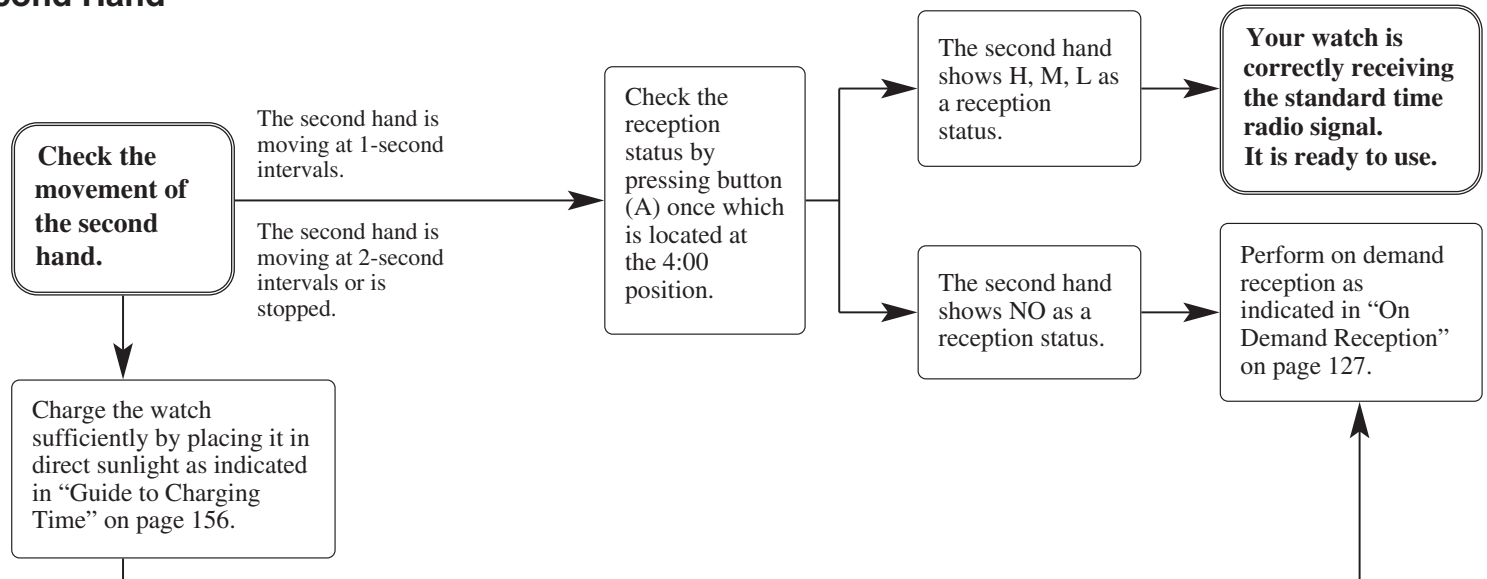 Hand
Check the
movement of
the second
hand.
The second hand is
moving at 1-second
intervals.
The second hand is
moving at 2-second
intervals or is
stopped.
Check the
reception
status by
pressing button
(A) once which
is located at
the 4:00
position.
The second hand
shows H, M, L as
a reception
status.
Your watch is
correctly receiving
the standard time
radio signal.
It is ready to use.
The second hand
shows NO as a
reception status.
Perform on demand
reception as
indicated in “On
Demand Reception”
on page 127.
Charge the watch
sufficiently by placing it in
direct sunlight as indicated
in “Guide to Charging
Time” on page 156.